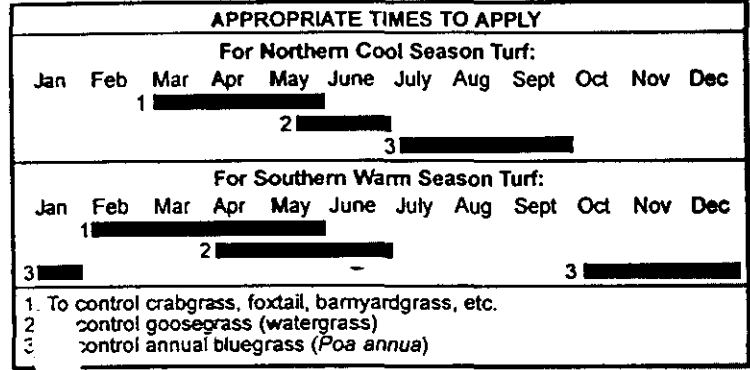 APPROPRIATE TIMES TO APPLY
For Northern Cool Season Turf:
Jan Feb Mar Apr May June July Aug Sept Oct Nov Dec
1
2
3
For Southern Warm Season Turf:
Jan Feb Mar Apr May June July Aug Sept Oct Nov Dec
1
2
3 3
1. To control crabgrass, foxtail, barnyardgrass, etc.
2 control goosegrass (watergrass)
3 control annual bluegrass (Poa annua)